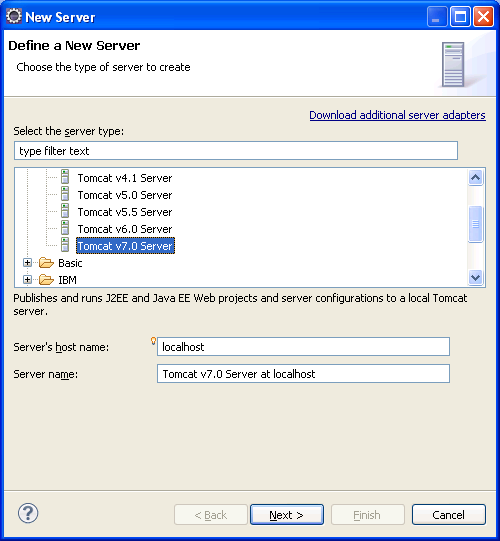 New Server
Define a New Server
Choose the type of server to create
Download additional server adapters
Select the server type:
type filter text
Tomcat v4.1 Server
Tomcat v5.0 Server
Tomcat v5.5 Server
Tomcat v6.0 Server
Tomcat v7.0 Server
Basic
IBM
Publishes and runs J2EE and Java EE Web projects and server configurations to a local Tomcat
server.
Server's host name: localhost
Server name: Tomcat v7.0 Server at localhost
? < Back Next > Finish Cancel